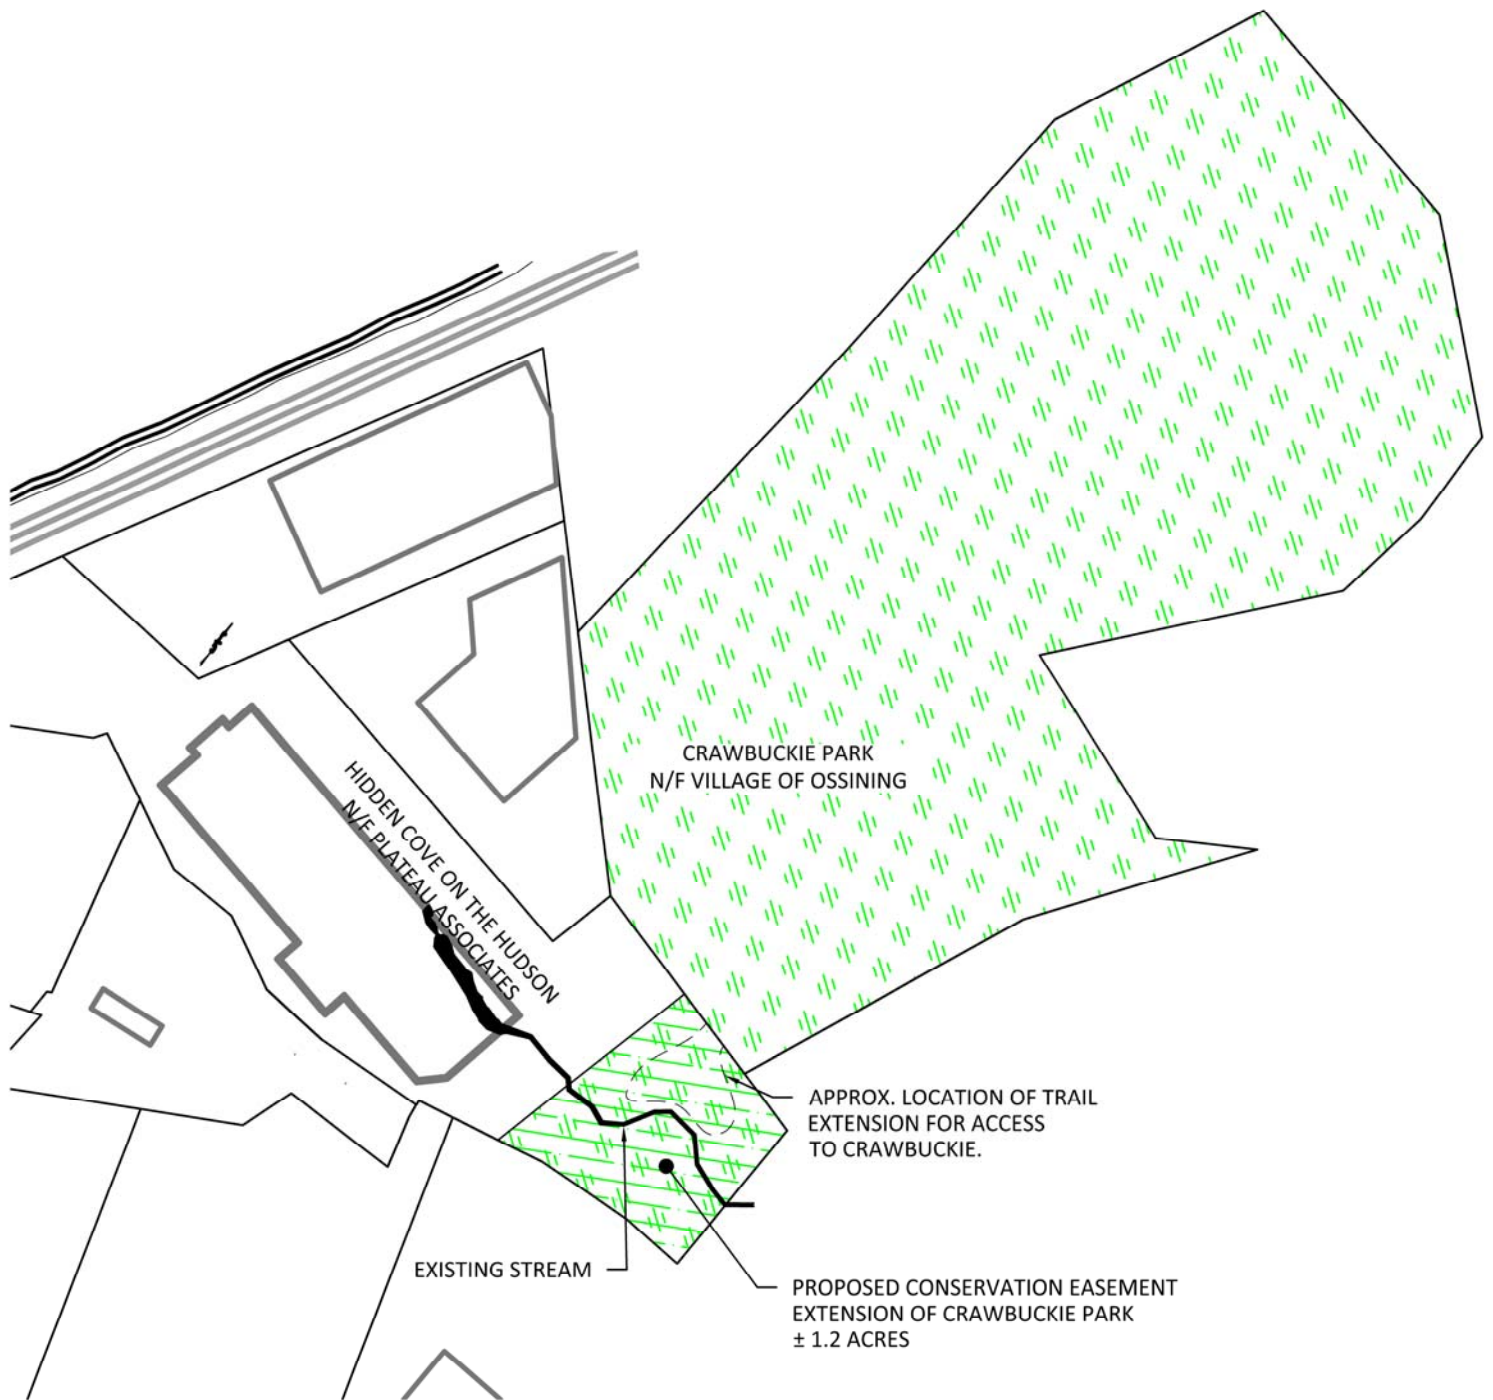 CRAWBUCKIE PARK
N/F VILLAGE OF OSSINING
HIDDEN COVE ON THE HUDSON
N/F PLATEAU ASSOCIATES
APPROX. LOCATION OF TRAIL
EXTENSION FOR ACCESS
TO CRAWBUCKIE.
EXISTING STREAM
PROPOSED CONSERVATION EASEMENT
EXTENSION OF CRAWBUCKIE PARK
± 1.2 ACRES